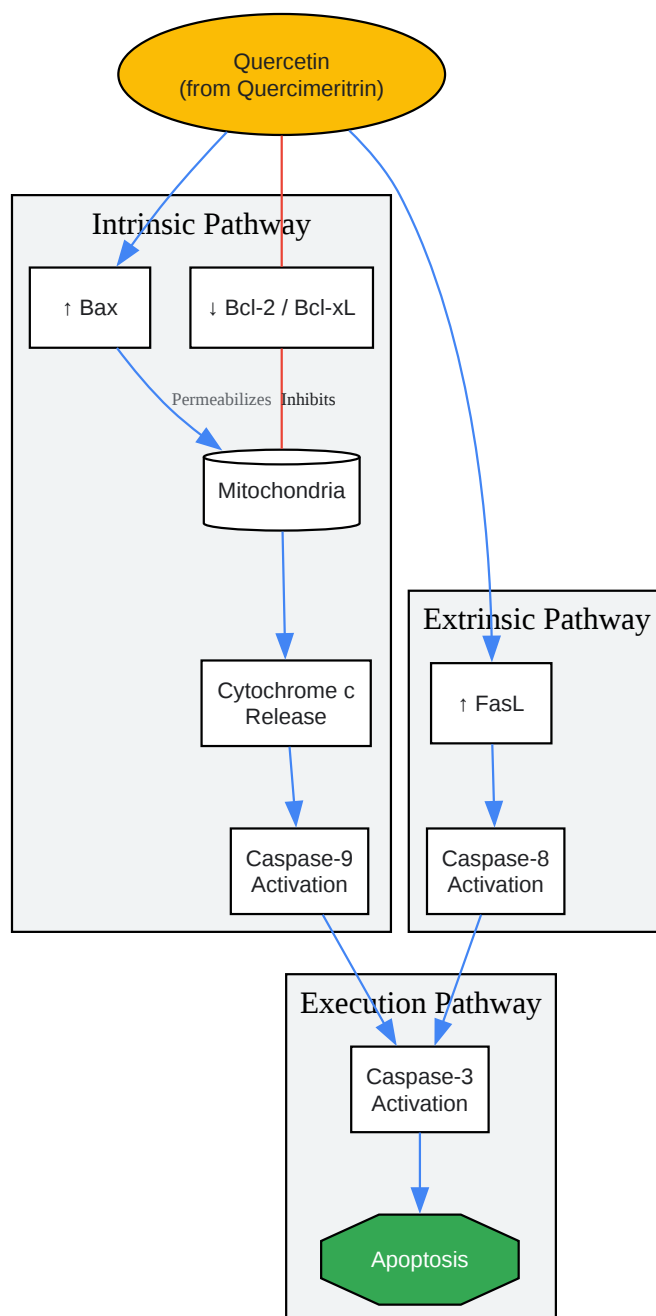 Quercetin
(from Quercimeritrin)
Intrinsic Pathway
↑ Bax
↓ Bcl-2 / Bcl-xL
Permeabilizes
Inhibits
Mitochondria
Cytochrome c
Release
Caspase-9
Activation
Extrinsic Pathway
↑ FasL
Caspase-8
Activation
Execution Pathway
Caspase-3
Activation
Apoptosis